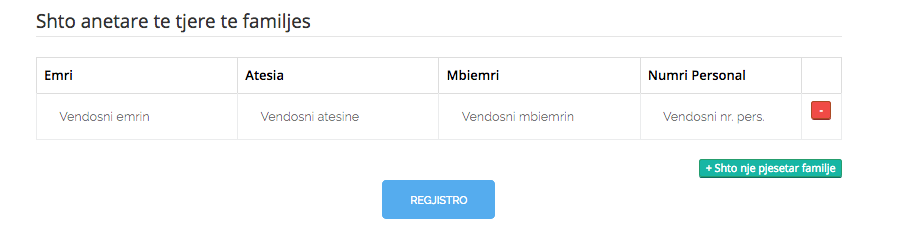 Shto anetare te tjere te familjes
Emri Atesia Mbiemri Numri Personal
Vendosni emrin Vendosni atesine Vendosni mbiemrin Vendosni nr. pers. -
+ Shto nje pjesetar familje
REGJISTRO